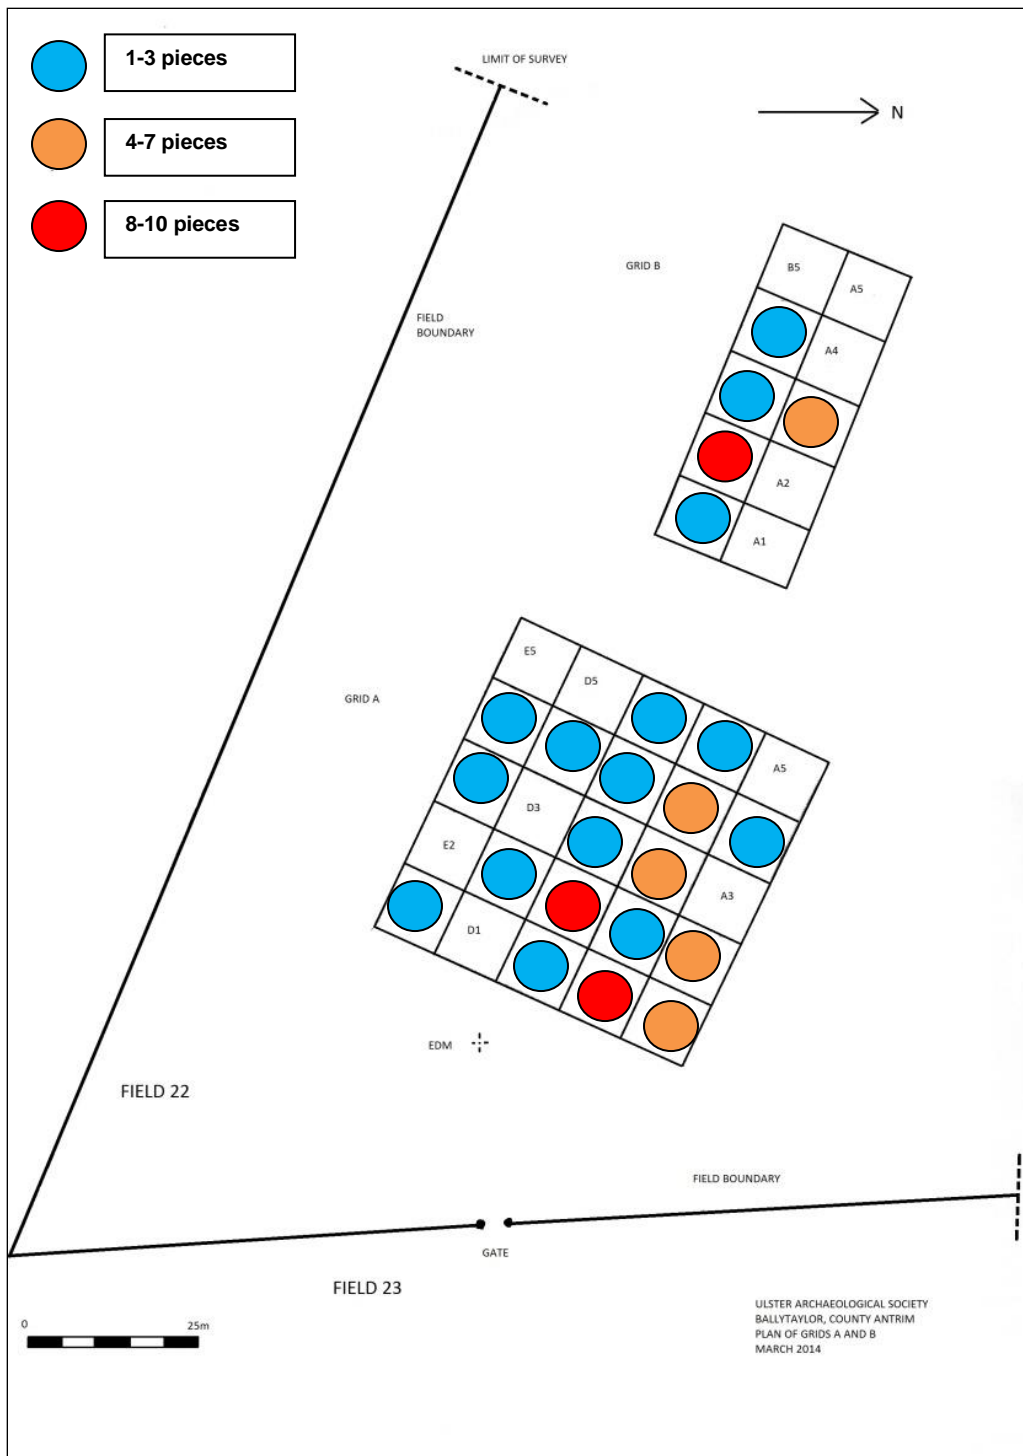 1-3 pieces
4-7 pieces
8-10 pieces
LIMIT OF SURVEY
N
GRID B
FIELD
BOUNDARY
B5
A5
A4
A2
A1
GRID A
E5
D5
A5
D3
E2
A3
D1
EDM
FIELD 22
FIELD BOUNDARY
GATE
FIELD 23
0
25m
ULSTER ARCHAEOLOGICAL SOCIETY
BALLYTAYLOR, COUNTY ANTRIM
PLAN OF GRIDS A AND B
MARCH 2014